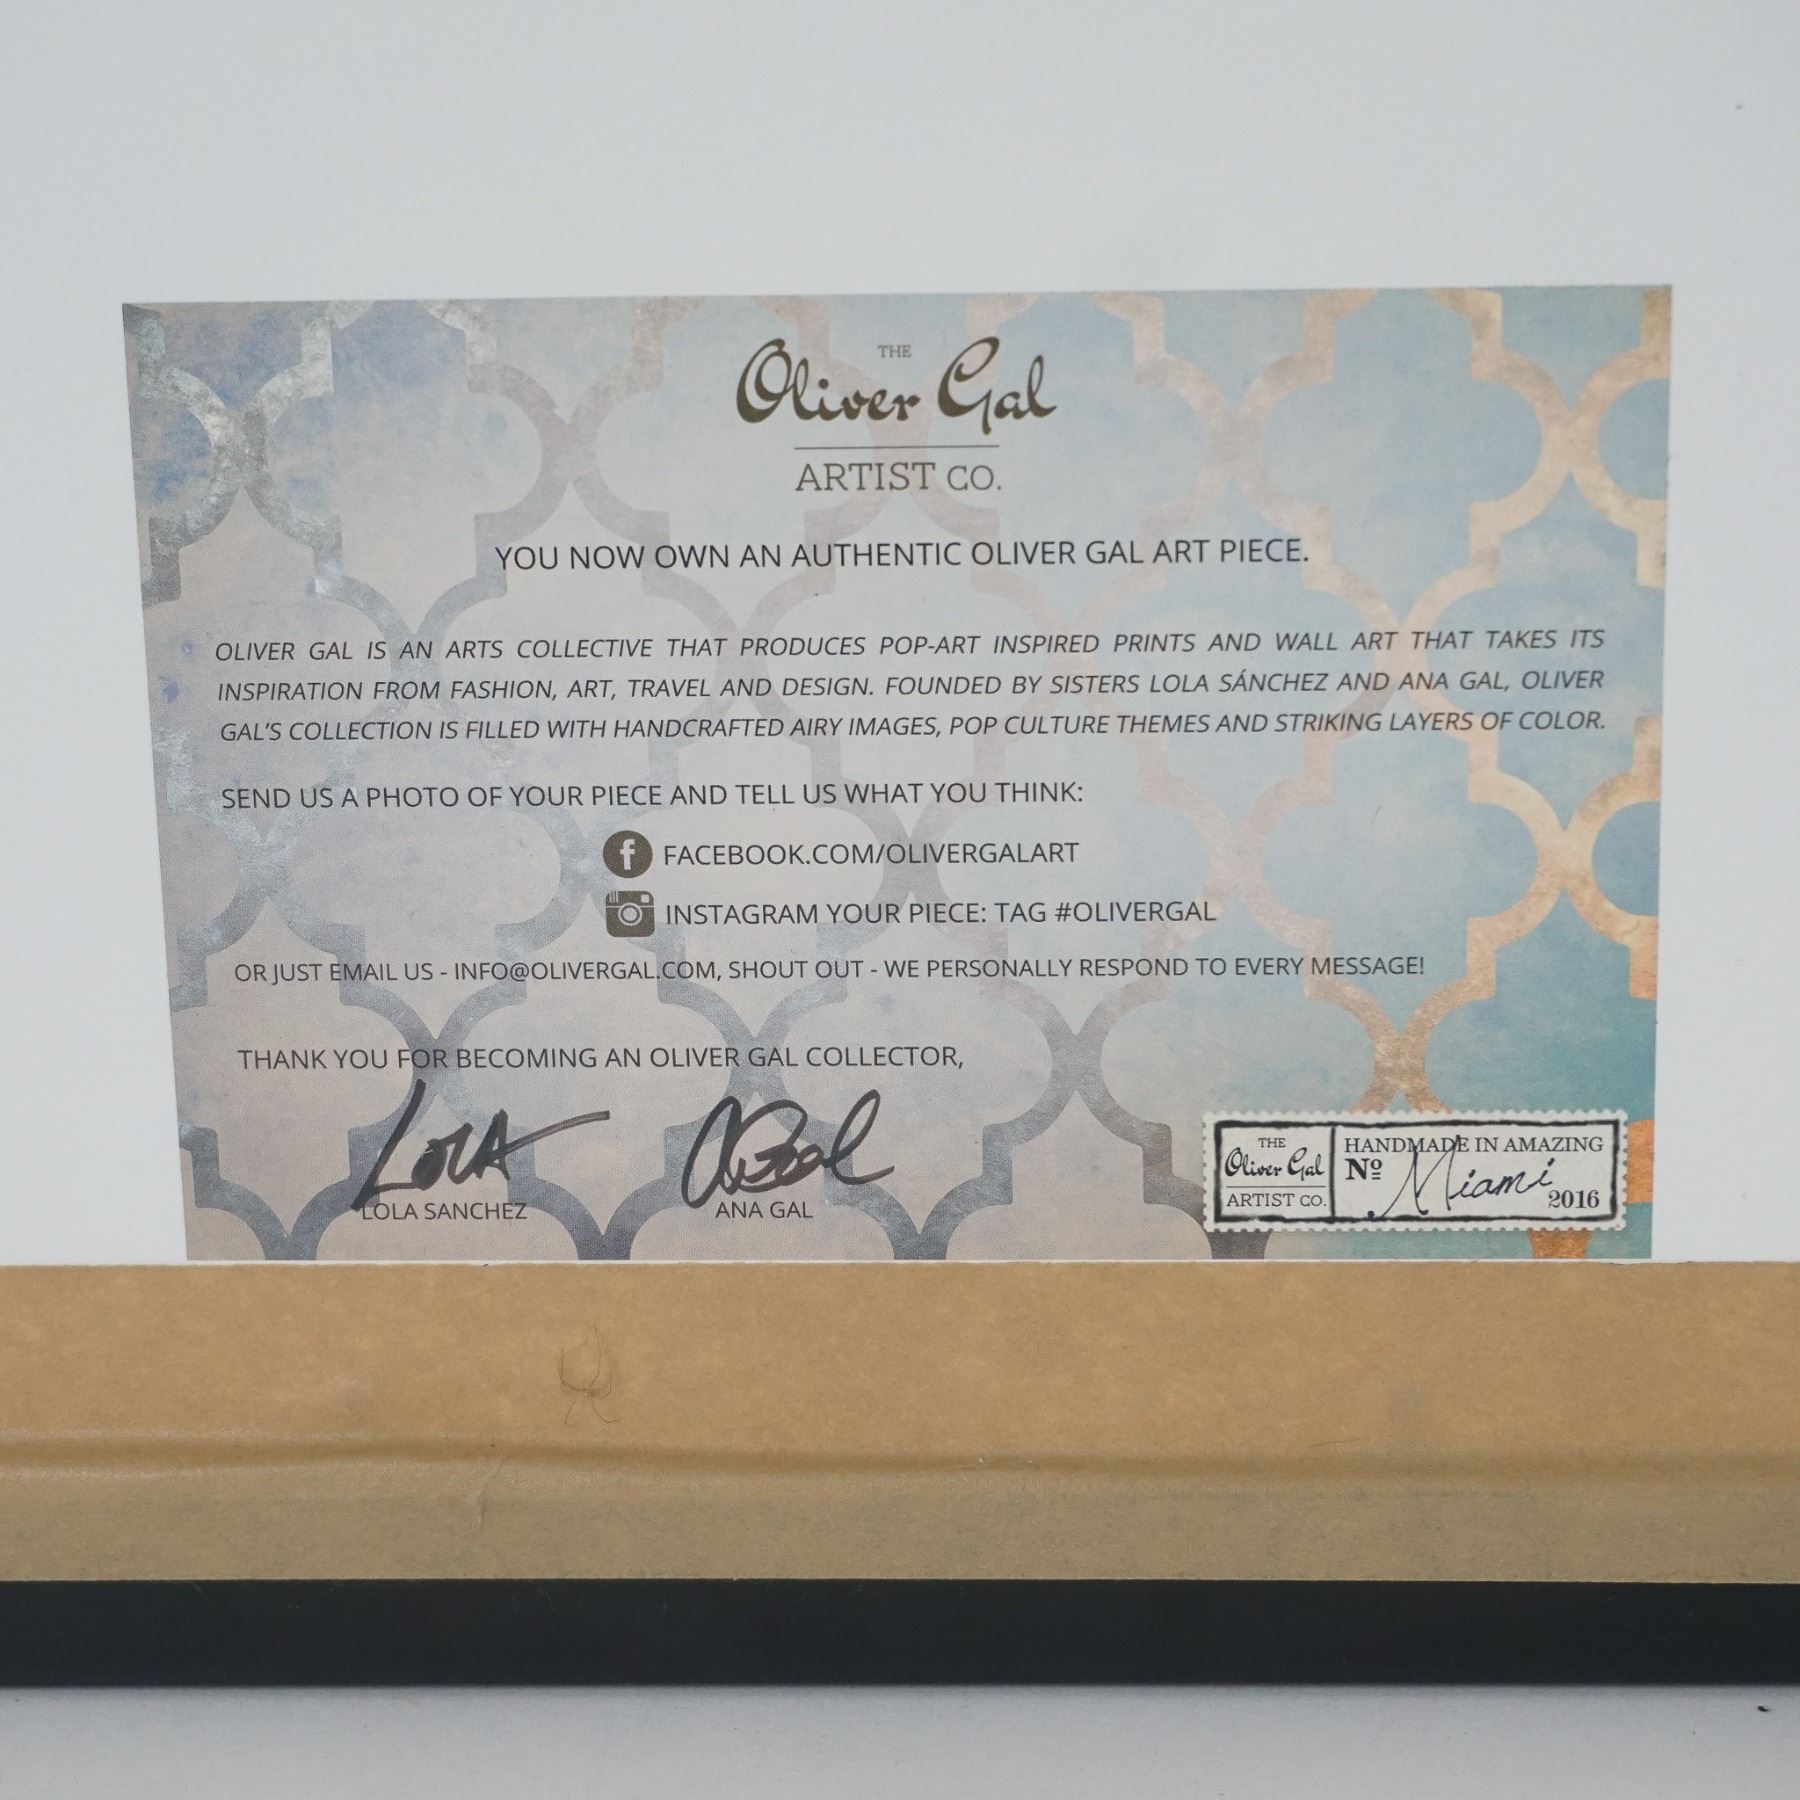 THE
Oliver Gal
ARTIST CO.
YOU NOW OWN AN AUTHENTIC OLIVER GAL ART PIECE.
OLIVER GAL IS AN ARTS COLLECTIVE THAT PRODUCES POP-ART INSPIRED PRINTS AND WALL ART THAT TAKES ITS
INSPIRATION FROM FASHION, ART, TRAVEL AND DESIGN. FOUNDED BY SISTERS LOLA SÁNCHEZ AND ANA GAL, OLIVER
GAL'S COLLECTION IS FILLED WITH HANDCRAFTED AIRY IMAGES, POP CULTURE THEMES AND STRIKING LAYERS OF COLOR.
SEND US A PHOTO OF YOUR PIECE AND TELL US WHAT YOU THINK:
FACEBOOK.COM/OLIVERGALART
INSTAGRAM YOUR PIECE: TAG #OLIVERGAL
OR JUST EMAIL US - INFO@OLIVERGAL.COM, SHOUT OUT - WE PERSONALLY RESPOND TO EVERY MESSAGE!
THANK YOU FOR BECOMING AN OLIVER GAL COLLECTOR,
LOLA
LOLA SANCHEZ
ANA GAL
THE
Oliver Gal
ARTIST CO.
HANDMADE IN AMAZING
Nº Miami
2016